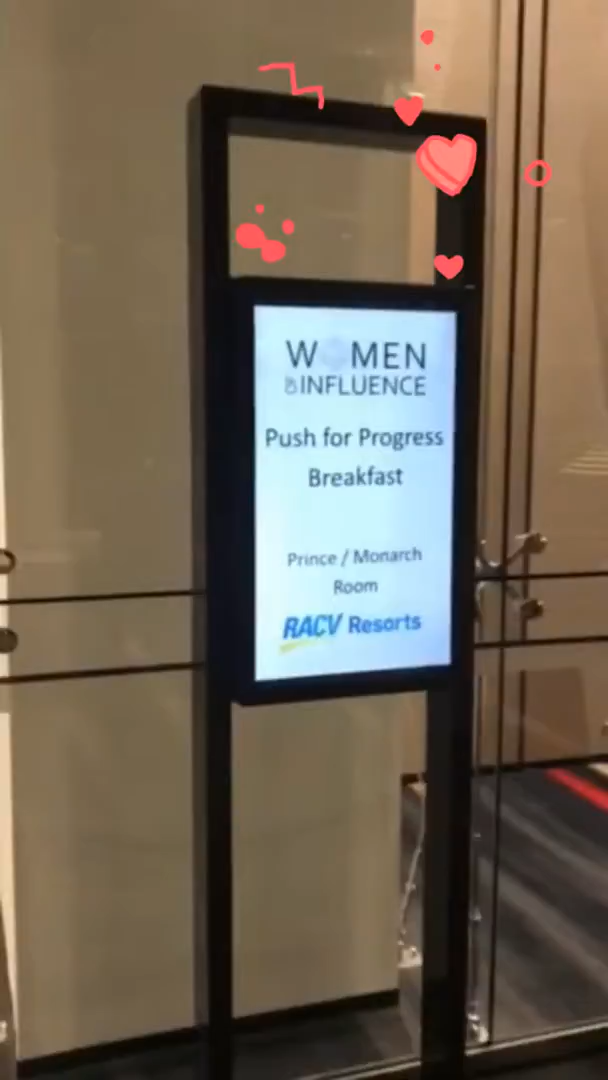 WOMEN
OF INFLUENCE
Push for Progress
Breakfast
Prince / Monarch
Room
RACV Resorts